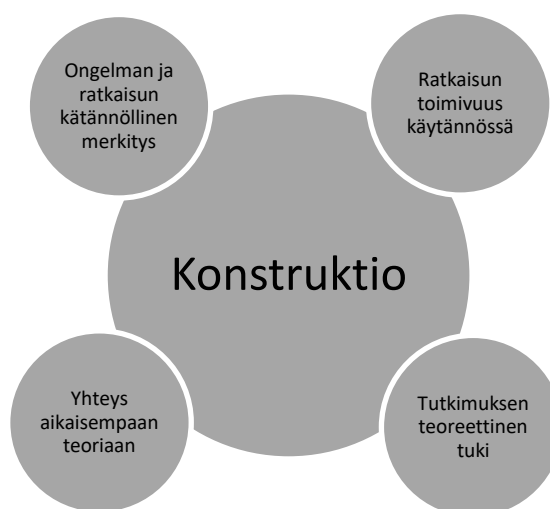 Ongelman ja
ratkaisun
kätännöllinen
merkitys
Ratkaisun
toimivuus
käytännössä
Konstruktio
Yhteys
aikaisempaan
teoriaan
Tutkimuksen
teoreettinen
tuki